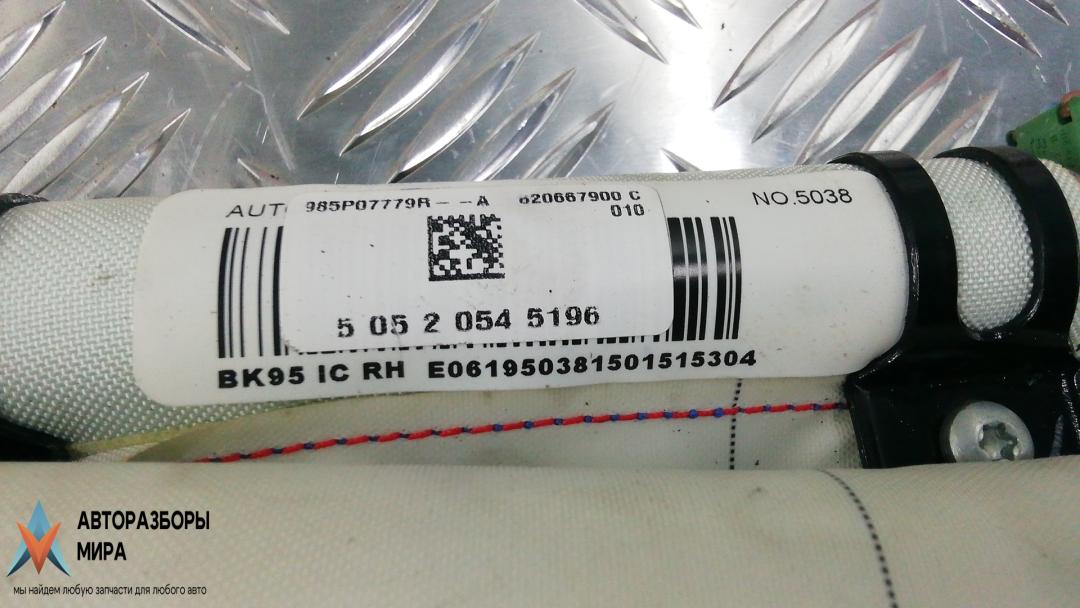 AUT
985P07779R--A 620667900 C
010
NO.5038
5 05 2 054 5196
BK95 IC RH E061950381501515304
АВТОРАЗБОРЫ
МИРА
мы найдем любую запчасти для любого авто